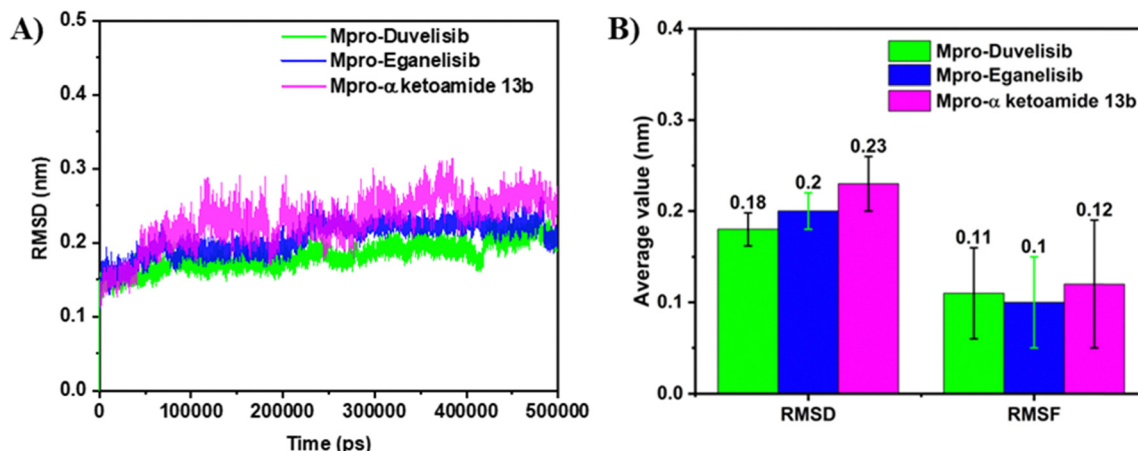 A)
Mpro-Duvelisib
Mpro-Eganelisib
Mpro-α ketoamide 13b
RMSD (nm)
0.5
0.4
0.3
0.2
0.1
0.0
0 100000 200000 300000 400000 500000
Time (ps)
B)
Mpro-Duvelisib
Mpro-Eganelisib
Mpro-α ketoamide 13b
Average value (nm)
0.4
0.3
0.2
0.1
0.0
0.18
0.2
0.23
0.11
0.1
0.12
RMSD RMSF